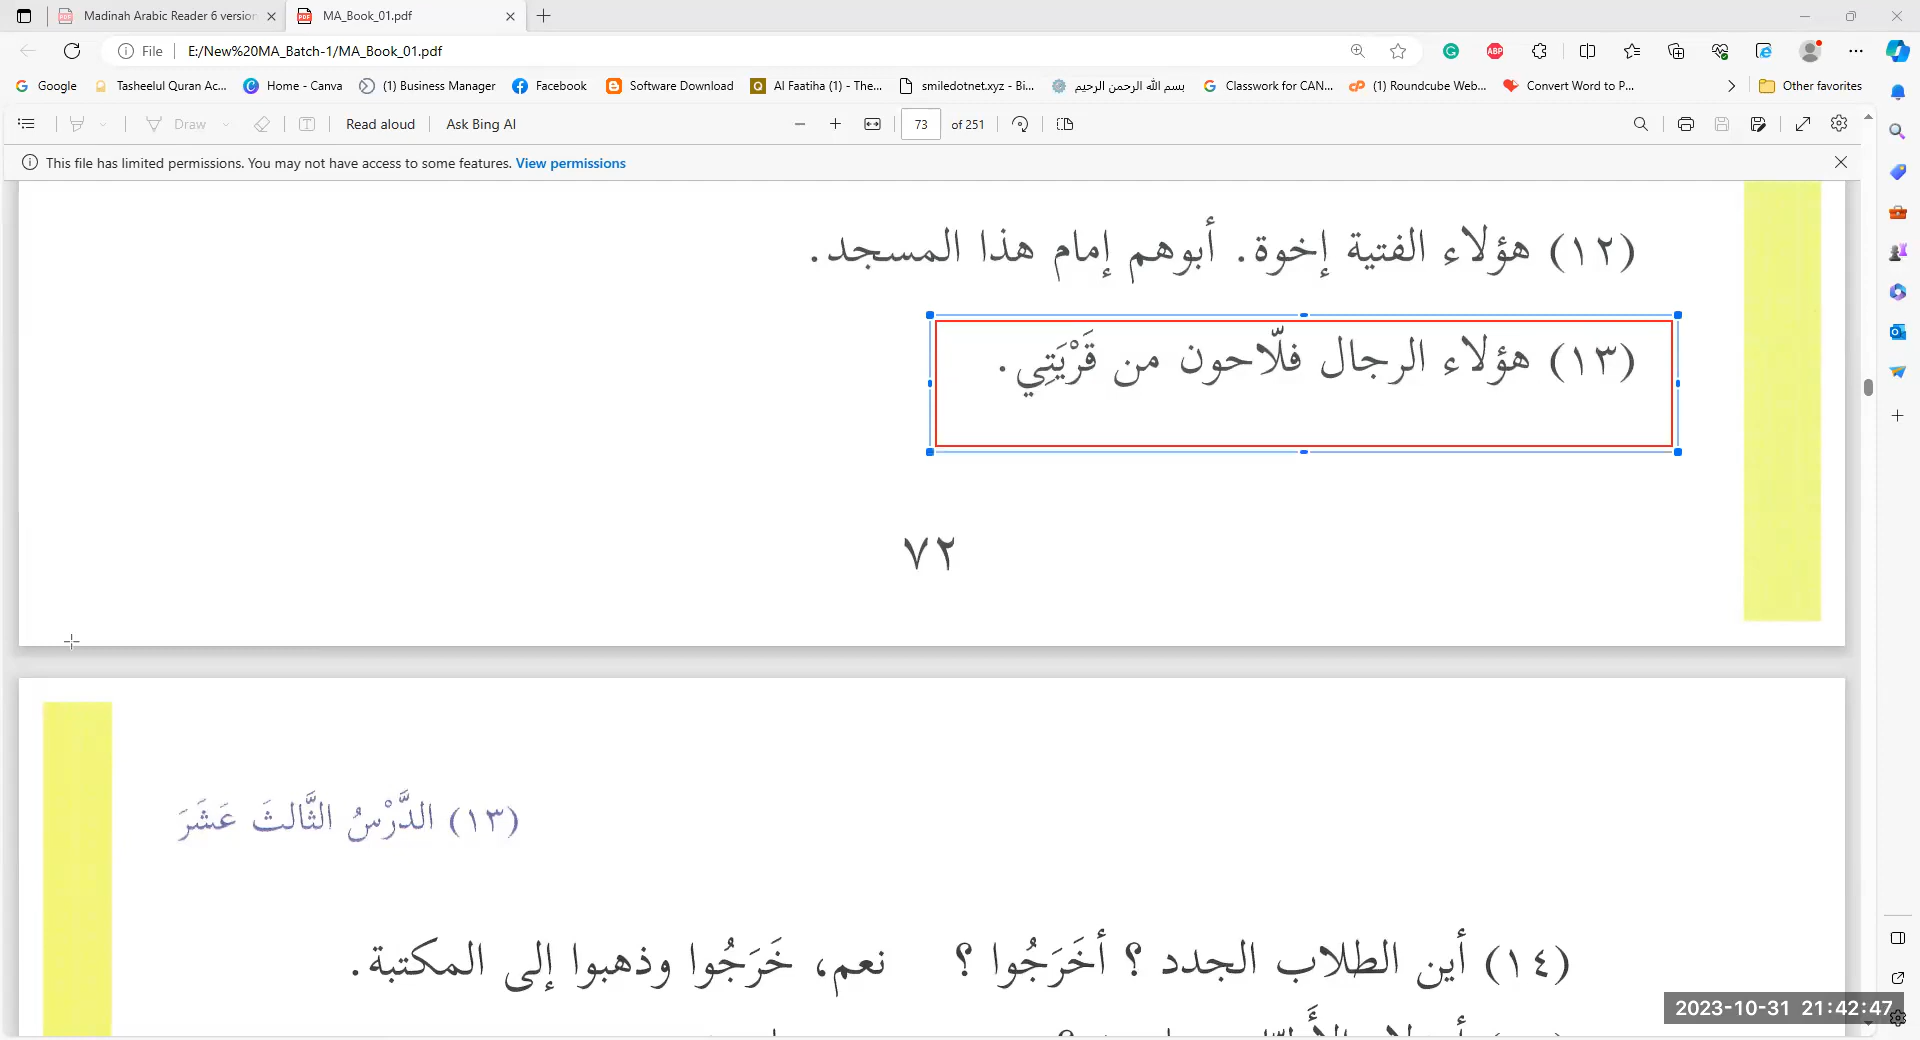 Madinah Arabic Reader 6 version
MA_Book_01.pdf
File
E:/New%20MA_Batch-1/MA_Book_01.pdf
ABP
Google
Tasheelul Quran Ac...
Home - Canva
(1) Business Manager
Facebook
Software Download
Al Faatiha (1) - The...
smiledotnet.xyz - Bi...
بسم الله الرحمن الرحيم
Classwork for CAN...
(1) Roundcube Web...
Convert Word to P...
Other favorites
Draw
Read aloud
Ask Bing AI
73
of 251
This file has limited permissions. You may not have access to some features. View permissions
(١٢) هؤلاء الفتية إخوة. أبوهم إمام هذا المسجد.
(١٣) هؤلاء الرجال فلّاحون من قَرْيَتِي.
٧٢
(١٣) الدَّرْسُ الثَّالثَ عَشَرَ
(١٤) أين الطلاب الجدد ؟ أخَرَجُوا ؟ نعم، خَرَجُوا وذهبوا إلى المكتبة.
2023-10-31 21:42:47